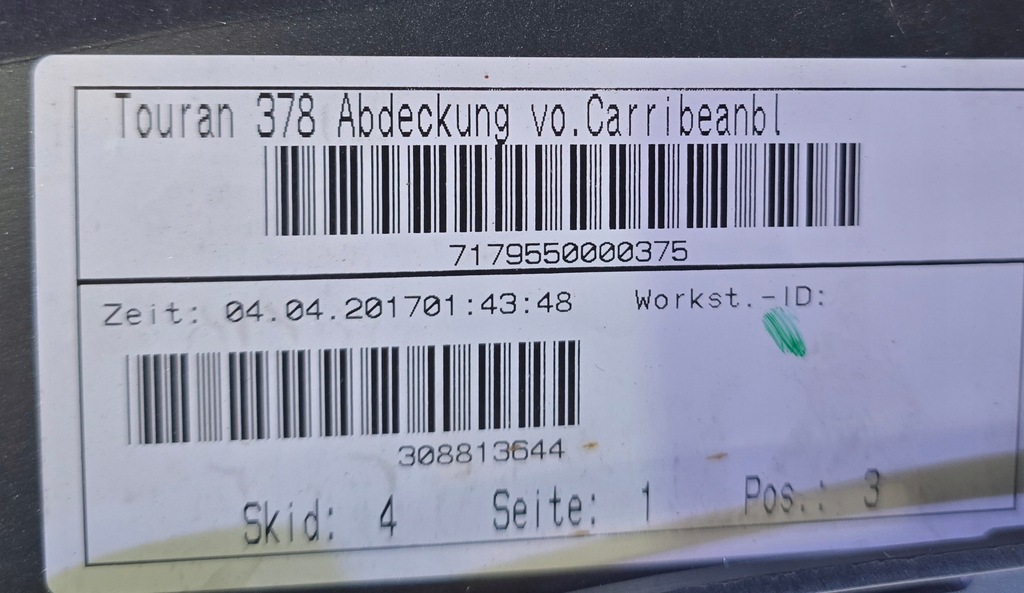 Touran 378 Abdeckung vo.Carribeanbl
7179550000375
Zeit: 04.04.201701:43:48 Workst.-ID:
308813644
Skid: 4 Seite: 1 Pos.: 3